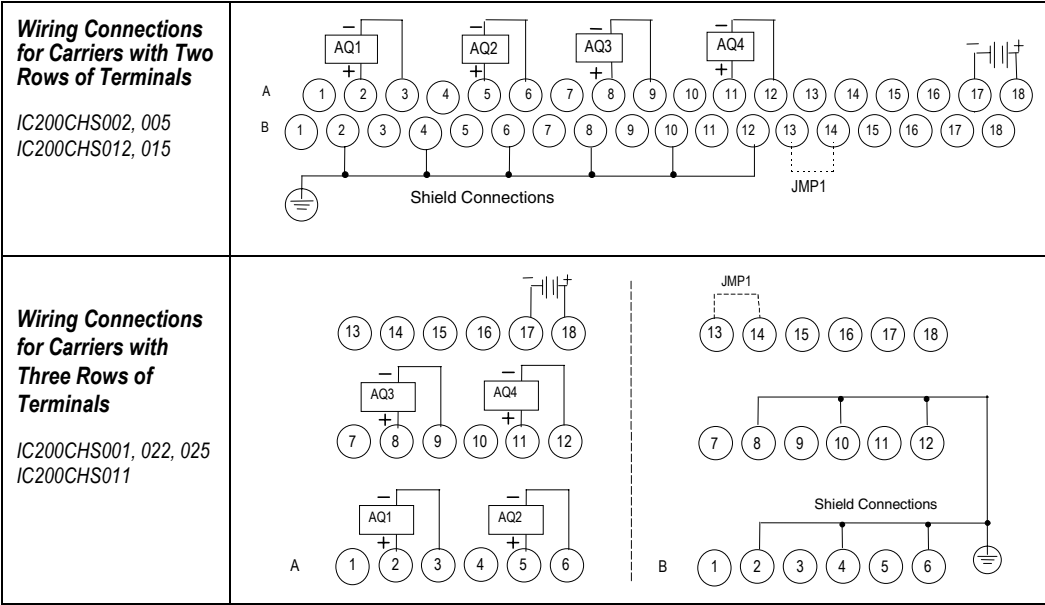 Wiring Connections
for Carriers with Two
Rows of Terminals
IC200CHS002, 005
IC200CHS012, 015
− − − −
AQ1 AQ2 AQ3 AQ4 − +
+ + + +
A 1 2 3 4 5 6 7 8 9 10 11 12 13 14 15 16 17 18
B 1 2 3 4 5 6 7 8 9 10 11 12 13 14 15 16 17 18
JMP1
Shield Connections
Wiring Connections
for Carriers with
Three Rows of
Terminals
IC200CHS001, 022, 025
IC200CHS011
− +
13 14 15 16 17 18
− −
AQ3 AQ4
+ +
7 8 9 10 11 12
− −
AQ1 AQ2
+ +
A 1 2 3 4 5 6
JMP1
13 14 15 16 17 18
7 8 9 10 11 12
Shield Connections
B 1 2 3 4 5 6